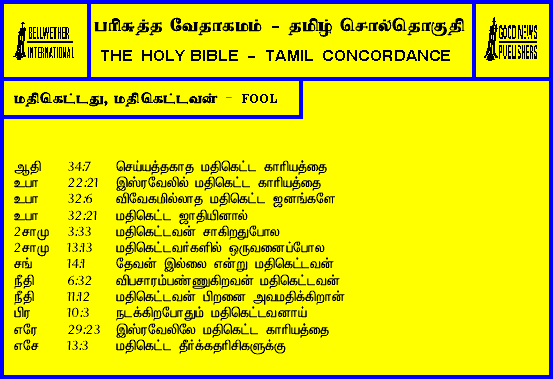 BELLWETHER
INTERNATIONAL
பரிசுத்த வேதாகமம் - தமிழ் சொல்தொகுதி
THE HOLY BIBLE - TAMIL CONCORDANCE
GOOD NEWS
PUBLISHERS
மதிகெட்டது, மதிகெட்டவன் - FOOL
ஆதி 34:7 செய்யத்தகாத மதிகெட்ட காரியத்தை
உபா 22:21 இஸ்ரவேலில் மதிகெட்ட காரியத்தை
உபா 32:6 விவேகமில்லாத மதிகெட்ட ஜனங்களே
உபா 32:21 மதிகெட்ட ஜாதியினால்
2சாமு 3:33 மதிகெட்டவன் சாகிறதுபோல
2சாமு 13:13 மதிகெட்டவர்களில் ஒருவனைப்போல
சங் 14:1 தேவன் இல்லை என்று மதிகெட்டவன்
நீதி 6:32 விபசாரம்பண்ணுகிறவன் மதிகெட்டவன்
நீதி 11:12 மதிகெட்டவன் பிறனை அவமதிக்கிறான்
பிர 10:3 நடக்கிறபோதும் மதிகெட்டவனாய்
எரே 29:23 இஸ்ரவேலிலே மதிகெட்ட காரியத்தை
எசே 13:3 மதிகெட்ட தீர்க்கதரிசிகளுக்கு